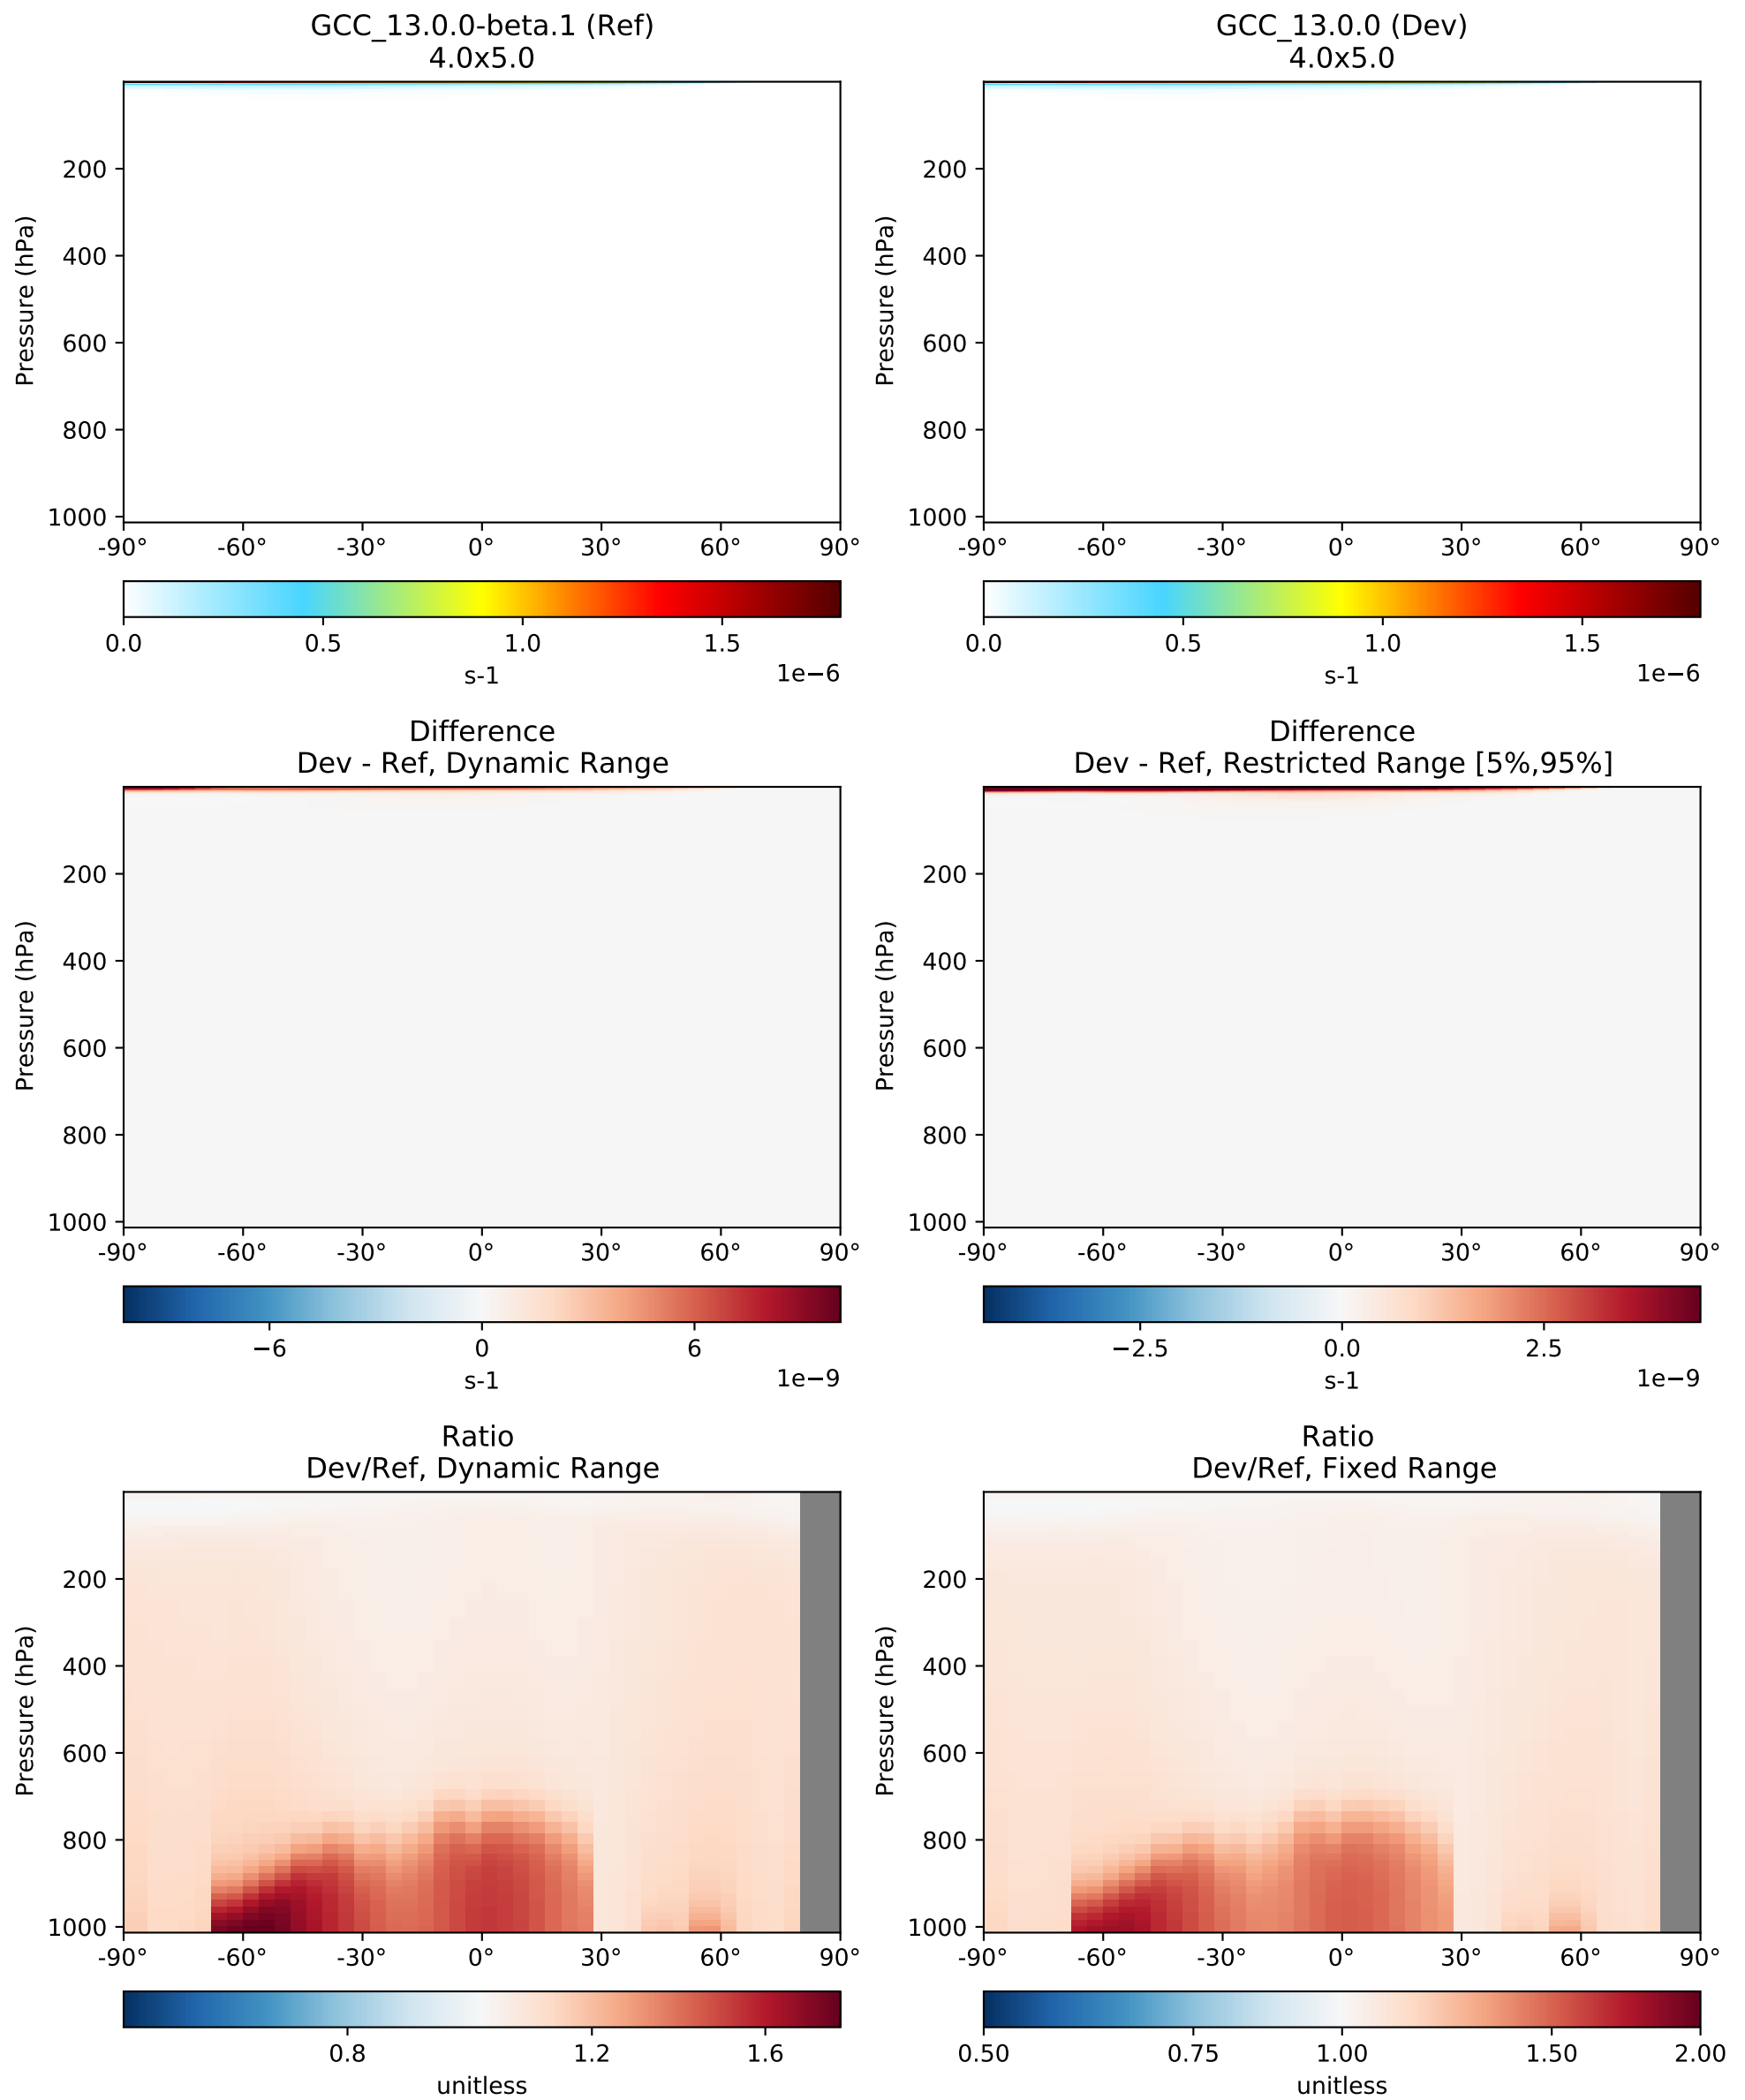 GCC_13.0.0-beta.1 (Ref)
4.0x5.0
Pressure (hPa)
200
400
600
800
1000
-90° -60° -30° 0° 30° 60° 90°
0.0 0.5 1.0 1.5
s-1 1e−6
GCC_13.0.0 (Dev)
4.0x5.0
Pressure (hPa)
200
400
600
800
1000
-90° -60° -30° 0° 30° 60° 90°
0.0 0.5 1.0 1.5
s-1 1e−6
Difference
Dev - Ref, Dynamic Range
Pressure (hPa)
200
400
600
800
1000
-90° -60° -30° 0° 30° 60° 90°
−6 0 6
s-1 1e−9
Difference
Dev - Ref, Restricted Range [5%,95%]
Pressure (hPa)
200
400
600
800
1000
-90° -60° -30° 0° 30° 60° 90°
−2.5 0.0 2.5
s-1 1e−9
Ratio
Dev/Ref, Dynamic Range
Pressure (hPa)
200
400
600
800
1000
-90° -60° -30° 0° 30° 60° 90°
0.8 1.2 1.6
unitless
Ratio
Dev/Ref, Fixed Range
Pressure (hPa)
200
400
600
800
1000
-90° -60° -30° 0° 30° 60° 90°
0.50 0.75 1.00 1.50 2.00
unitless